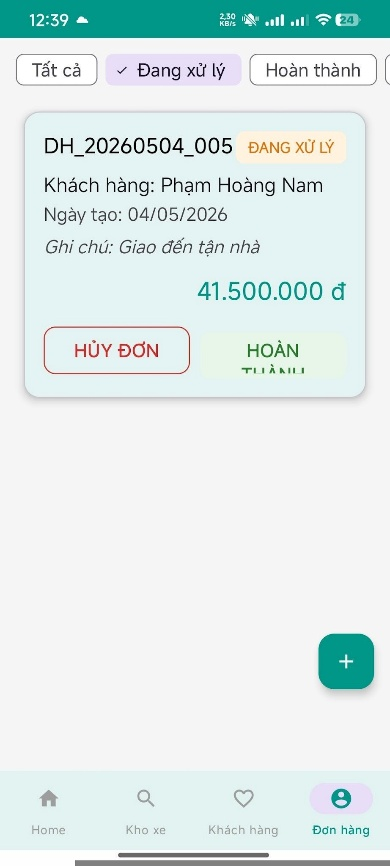 12:39
2,30
KB/s
24
Tất cả
Đang xử lý
Hoàn thành
DH_20260504_005
ĐANG XỬ LÝ
Khách hàng: Phạm Hoàng Nam
Ngày tạo: 04/05/2026
Ghi chú: Giao đến tận nhà
41.500.000 đ
HỦY ĐƠN
HOÀN
THÀNH
Home
Kho xe
Khách hàng
Đơn hàng